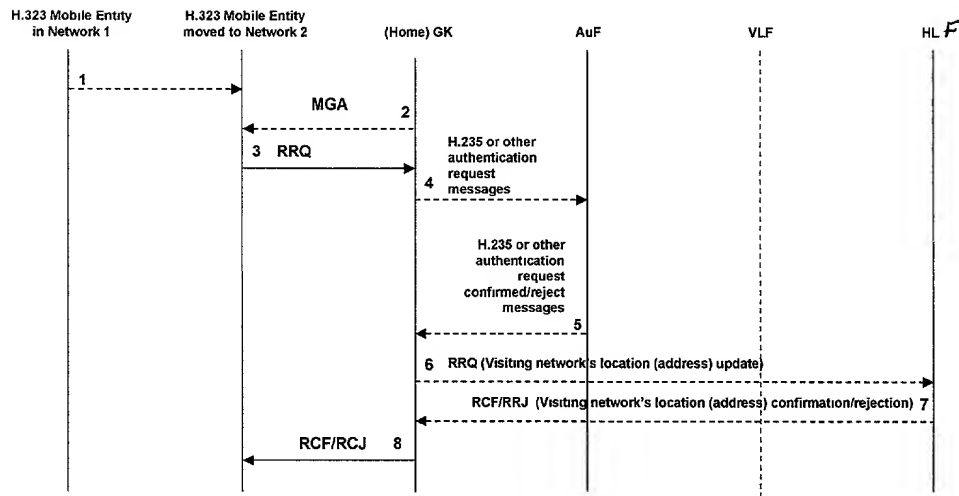 H.323 Mobile Entity
in Network 1
H.323 Mobile Entity
moved to Network 2
(Home) GK
AuF
VLF
HLF
1
MGA 2
3 RRQ
H.235 or other
authentication
request
messages
4
H.235 or other
authentication
request
confirmed/reject
messages
5
6 RRQ (Visiting network's location (address) update)
RCF/RRJ (Visiting network's location (address) confirmation/rejection) 7
RCF/RCJ 8